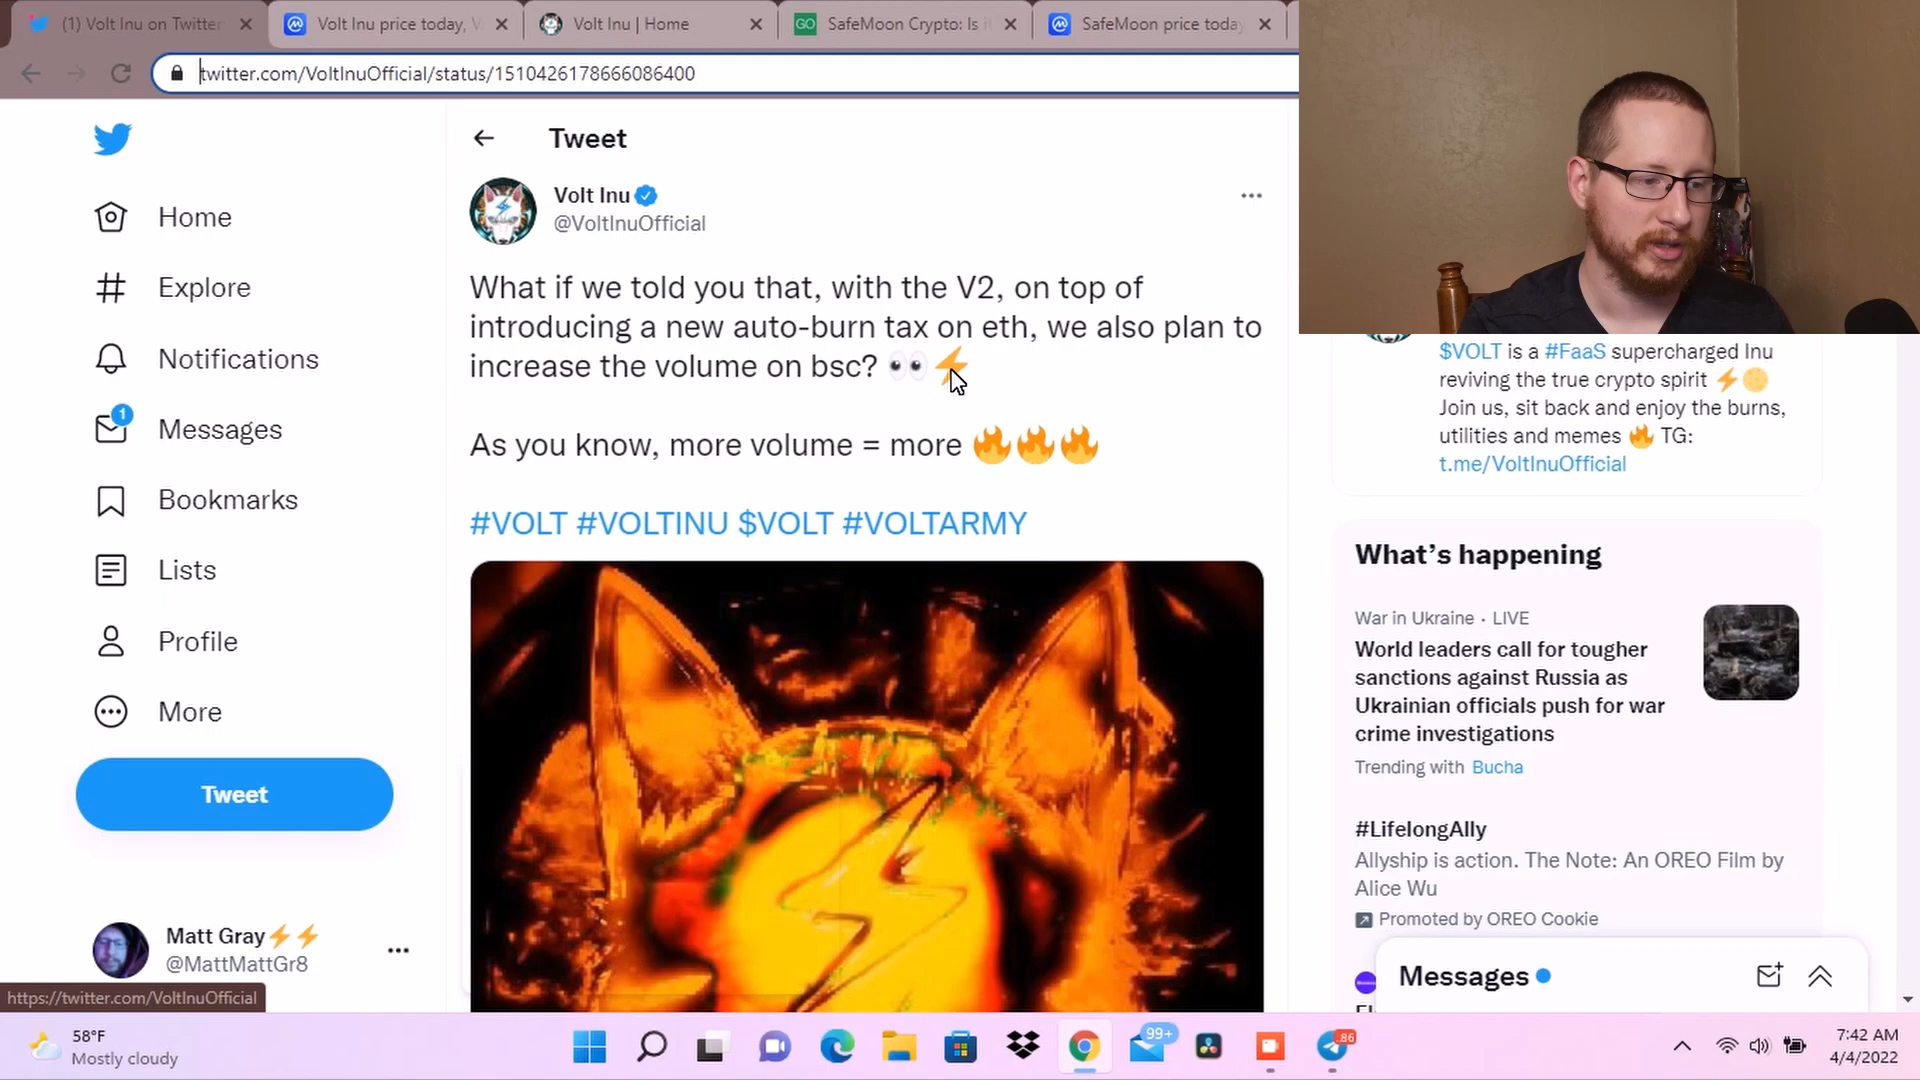 (1) Volt Inu on Twitter
Volt Inu price today, V
Volt Inu | Home
GO
SafeMoon Crypto: Is it
SafeMoon price today
twitter.com/VoltInuOfficial/status/1510426178666086400
Tweet
Volt Inu
@VoltInuOfficial
What if we told you that, with the V2, on top of
introducing a new auto-burn tax on eth, we also plan to
increase the volume on bsc? 👀⚡
As you know, more volume = more 🔥🔥🔥
#VOLT #VOLTINU $VOLT #VOLTARMY
Home
Explore
Notifications
1
Messages
Bookmarks
Lists
Profile
More
Tweet
Matt Gray⚡⚡
@MattMattGr8
https://twitter.com/VoltInuOfficial
$VOLT is a #FaaS supercharged Inu
reviving the true crypto spirit ⚡🌕
Join us, sit back and enjoy the burns,
utilities and memes 🔥 TG:
t.me/VoltInuOfficial
What's happening
War in Ukraine · LIVE
World leaders call for tougher
sanctions against Russia as
Ukrainian officials push for war
crime investigations
Trending with Bucha
#LifelongAlly
Allyship is action. The Note: An OREO Film by
Alice Wu
Promoted by OREO Cookie
Messages
58°F
Mostly cloudy
99+
86
7:42 AM
4/4/2022